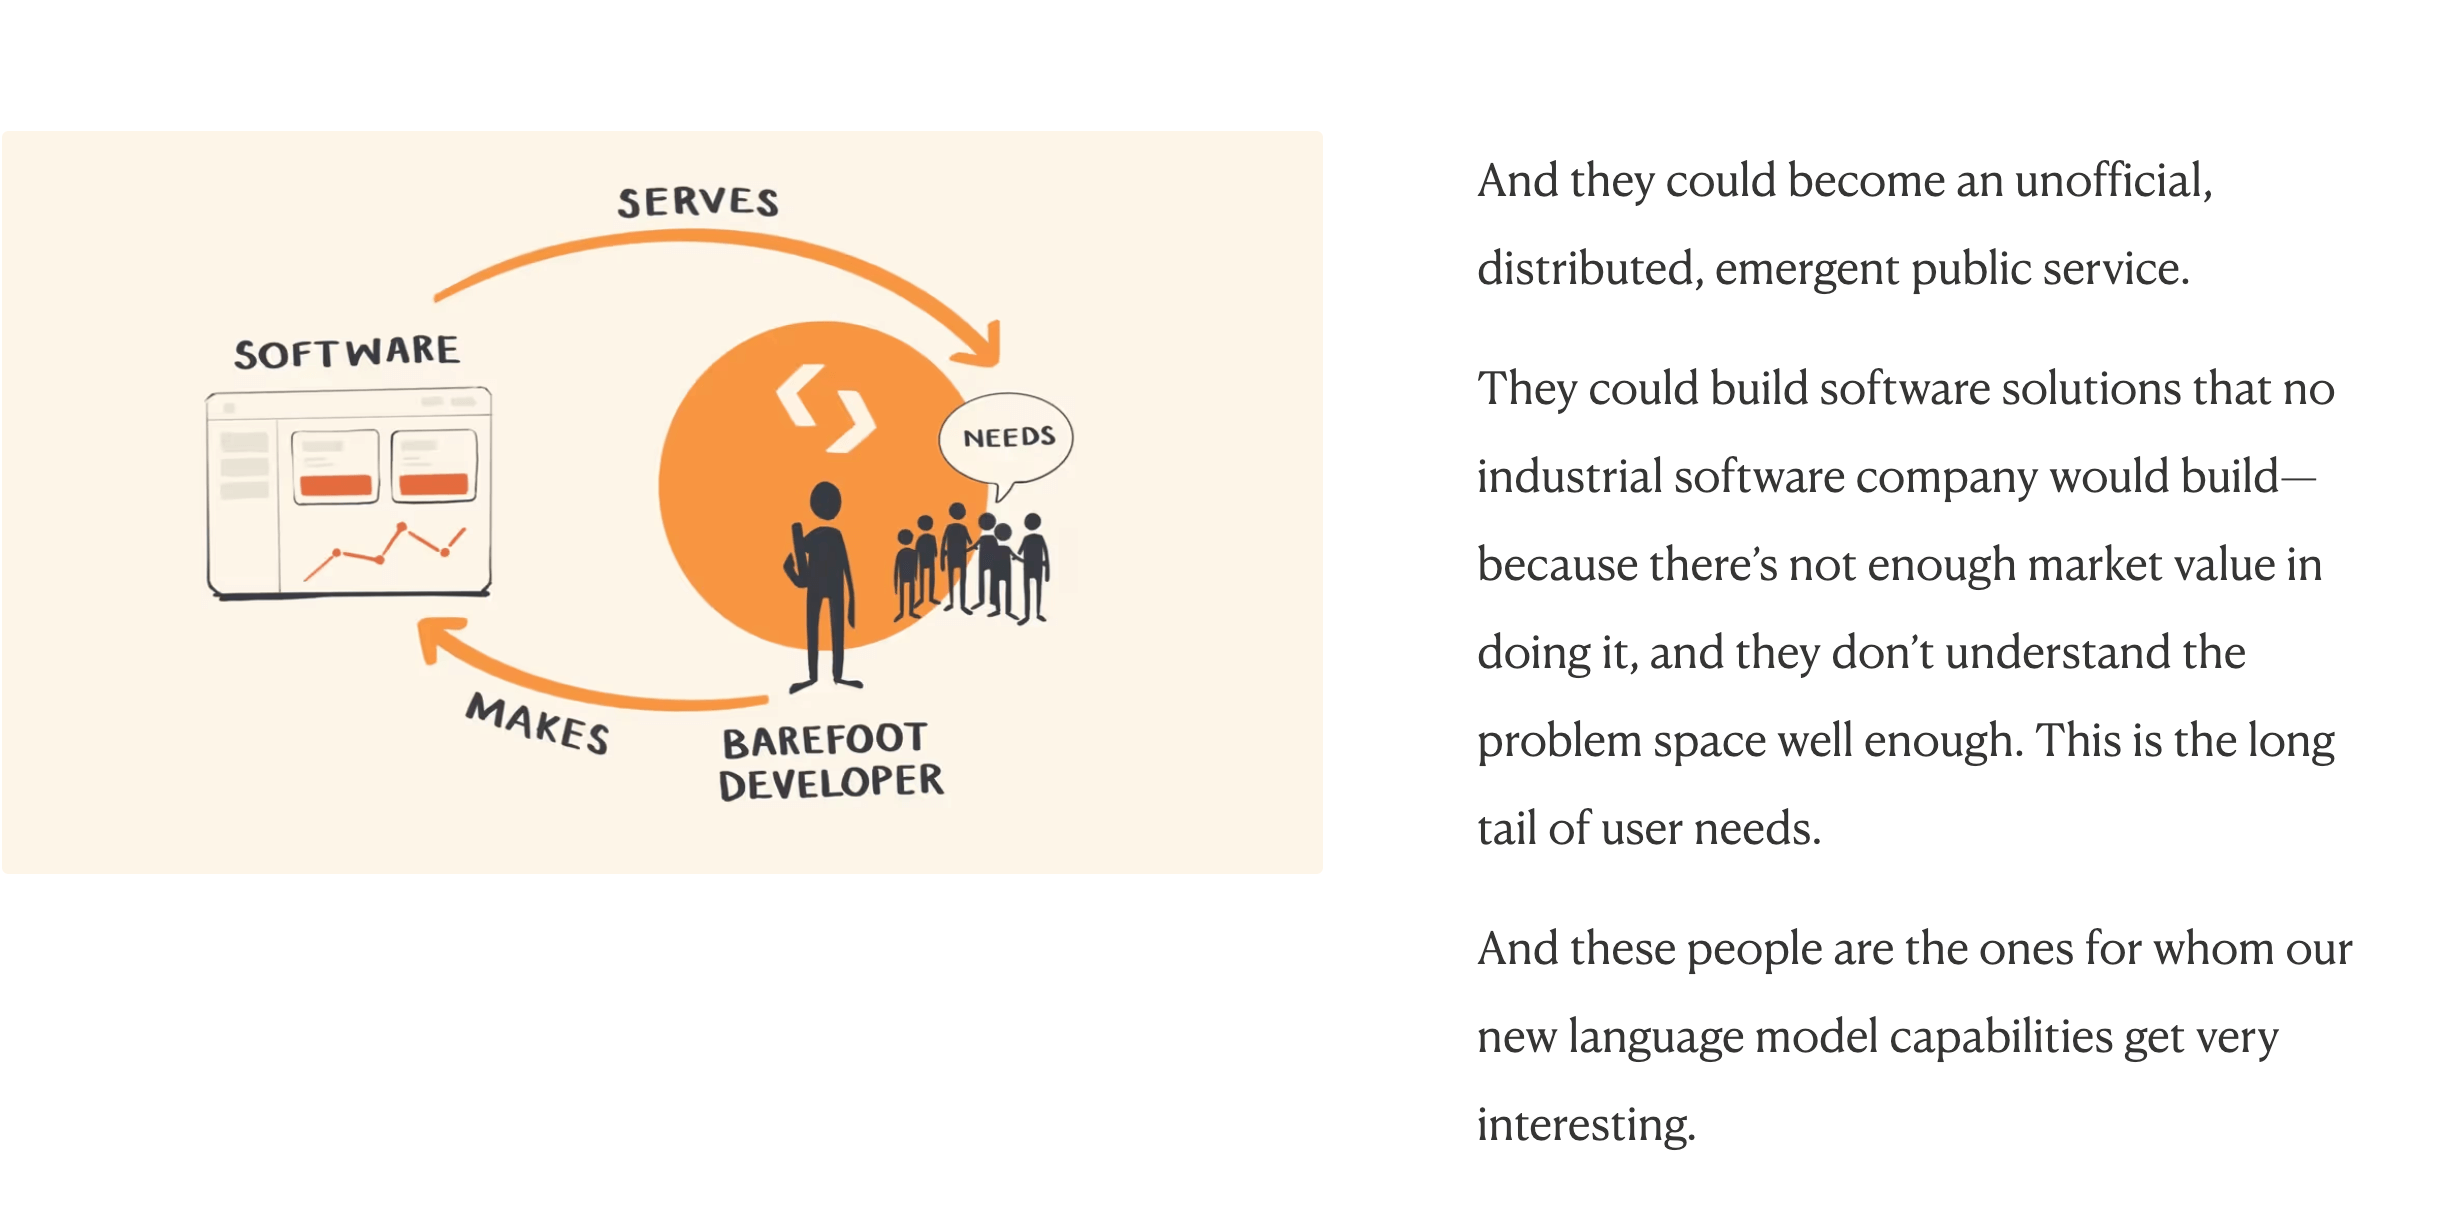 SERVES
SOFTWARE
NEEDS
MAKES
BAREFOOT
DEVELOPER
And they could become an unofficial,
distributed, emergent public service.
They could build software solutions that no
industrial software company would build—
because there’s not enough market value in
doing it, and they don’t understand the
problem space well enough. This is the long
tail of user needs.
And these people are the ones for whom our
new language model capabilities get very
interesting.